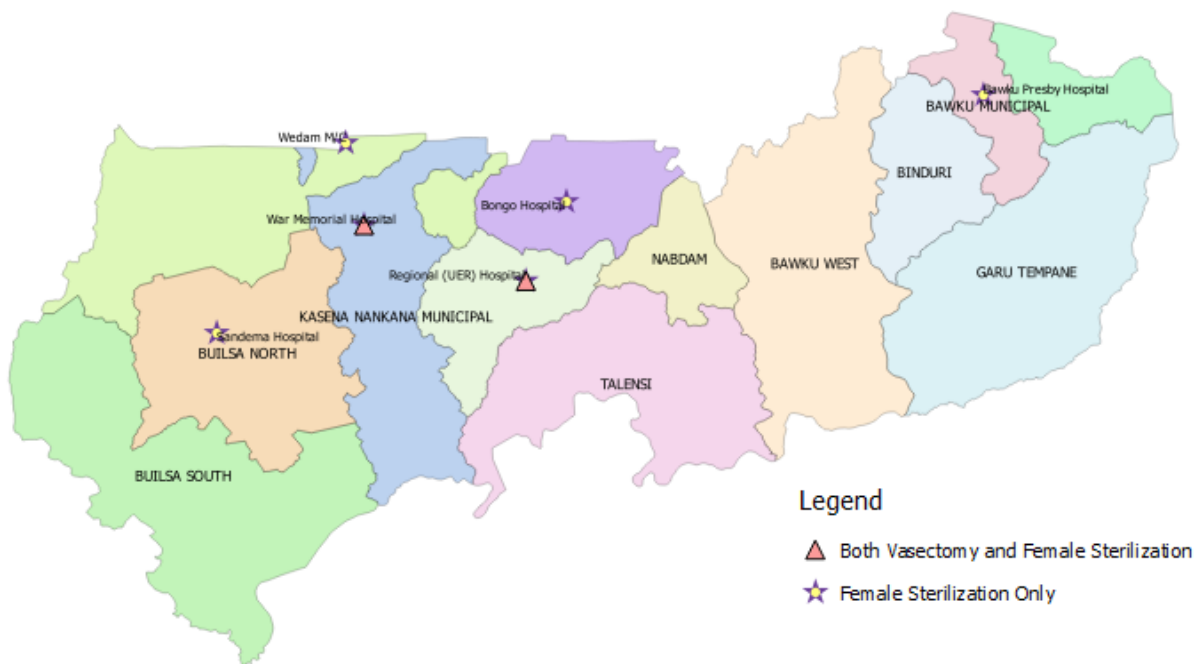 Bawku Presby Hospital
BAWKU MUNICIPAL
Wedam
BINDURI
Bongo Hospital
War Memorial Hospital
NABDAM
BAWKU WEST
Regional (UER) Hospital
GARU TEMPANE
KASENA NANKANA MUNICIPAL
Sandema Hospital
BUILSA NORTH
TALENSI
BUILSA SOUTH
Legend
Both Vasectomy and Female Sterilization
Female Sterilization Only